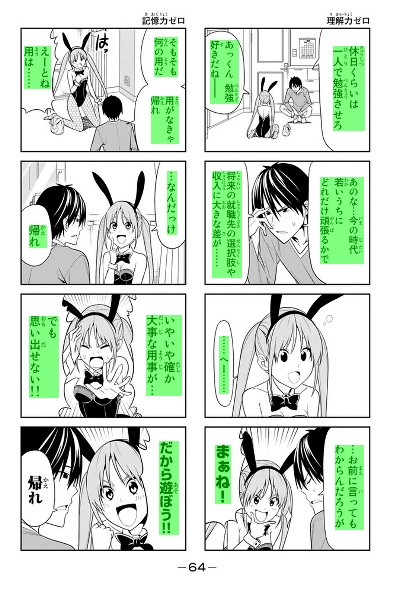 理解力ゼロ
休日くらいは
一人で勉強させろ
あっくん 勉強
好きだねー
あのな、今の時代
若いうちに
どれだけ頑張るかで
将来の就職先の選択肢や
収入に大きな差が……
……へー……
…お前に言っても
わからんだろうが
まぁね!
記憶力ゼロ
そもそも
何の用だ
用がなきゃ
帰れ
えーとね
用は……
…なんだっけ
帰れ
いやいや確か
大事な用事が…
でも
思い出せない!!
だから遊ぼう!!
帰れ
—64—